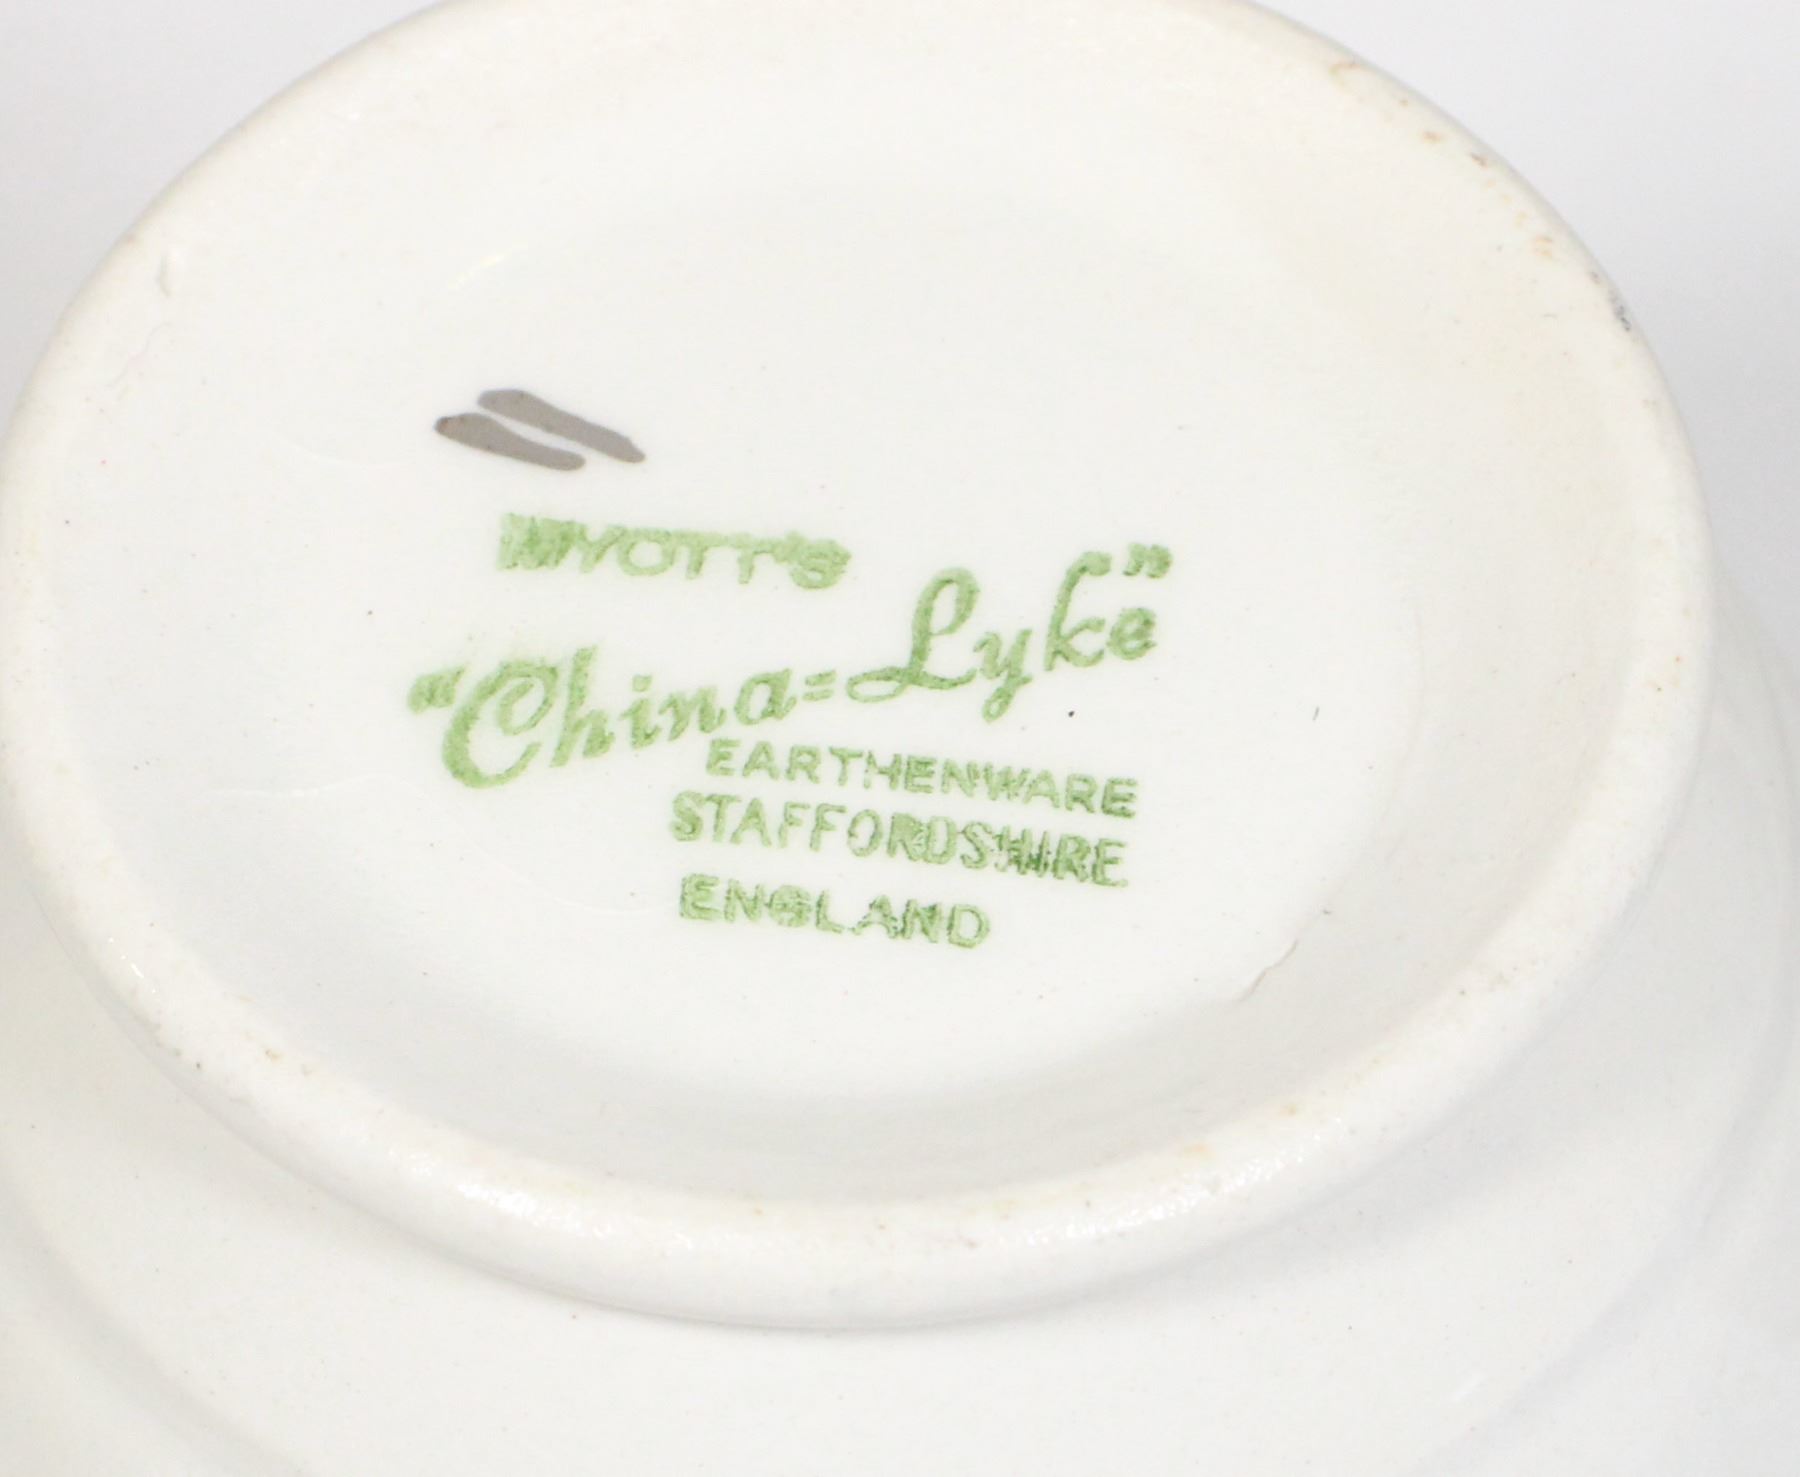 MYOTT'S
"China=Lyke"
EARTHENWARE
STAFFORDSHIRE
ENGLAND